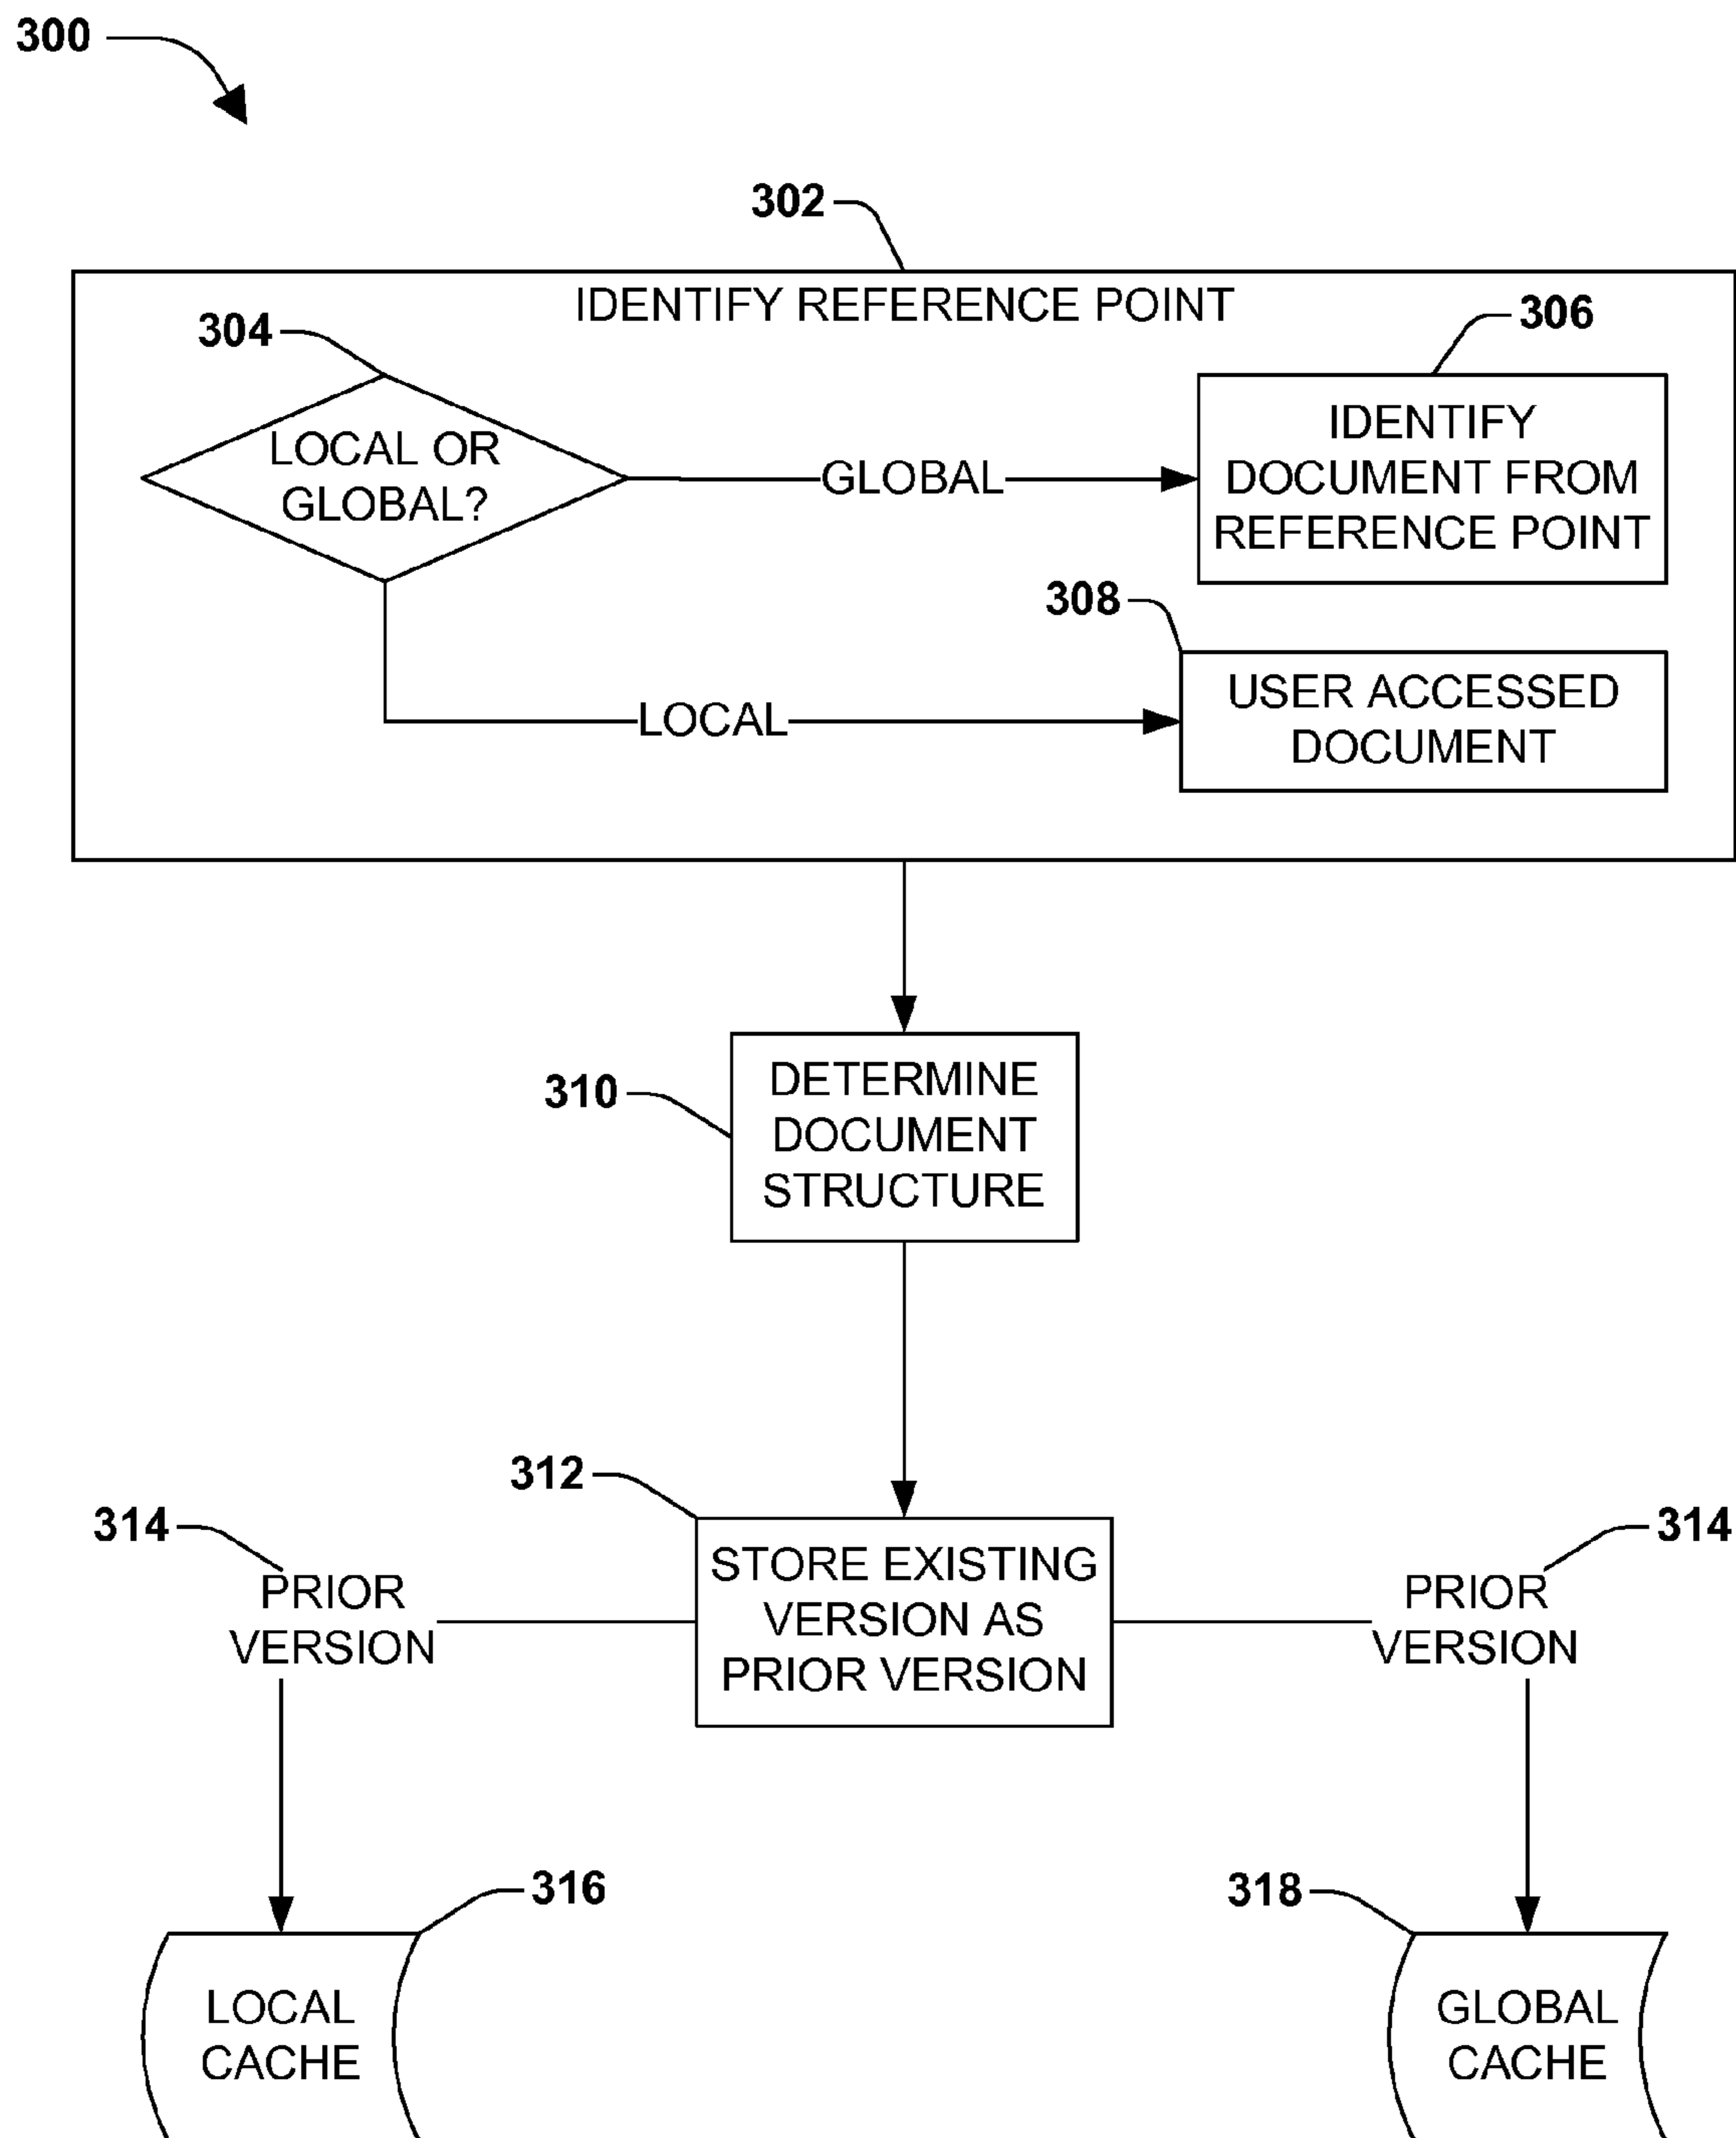 300
302
IDENTIFY REFERENCE POINT
304
306
LOCAL OR
GLOBAL?
GLOBAL
IDENTIFY
DOCUMENT FROM
REFERENCE POINT
308
LOCAL
USER ACCESSED
DOCUMENT
310
DETERMINE
DOCUMENT
STRUCTURE
312
314
PRIOR
VERSION
STORE EXISTING
VERSION AS
PRIOR VERSION
314
PRIOR
VERSION
316
LOCAL
CACHE
318
GLOBAL
CACHE